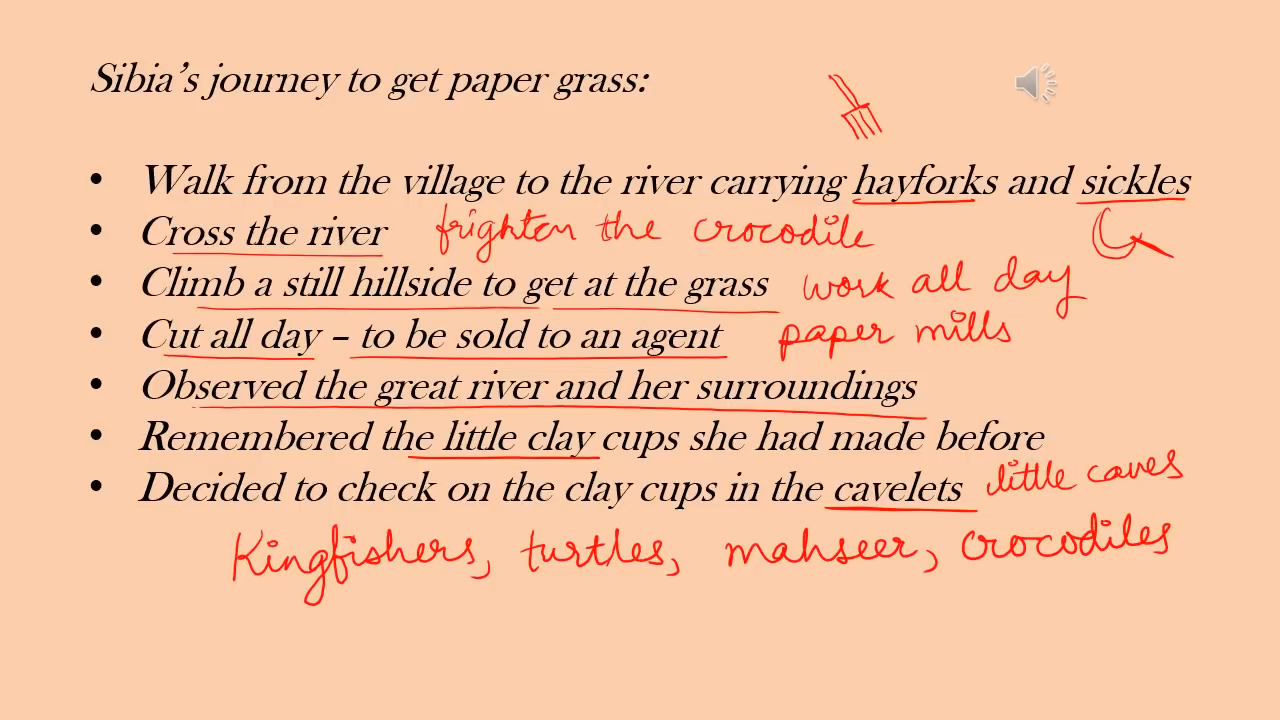 Sibia's journey to get paper grass:
• Walk from the village to the river carrying hayforks and sickles
• Cross the river frighten the crocodile
• Climb a still hillside to get at the grass work all day
• Cut all day – to be sold to an agent paper mills
• Observed the great river and her surroundings
• Remembered the little clay cups she had made before
• Decided to check on the clay cups in the cavelets little caves
Kingfishers, turtles, mahseer, crocodiles